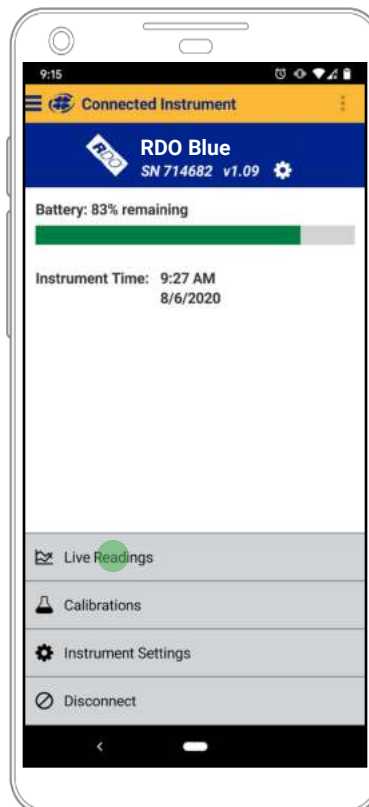 9:15
Connected Instrument
RDO
RDO Blue
SN 714682 v1.09
Battery: 83% remaining
Instrument Time: 9:27 AM
8/6/2020
Live Readings
Calibrations
Instrument Settings
Disconnect